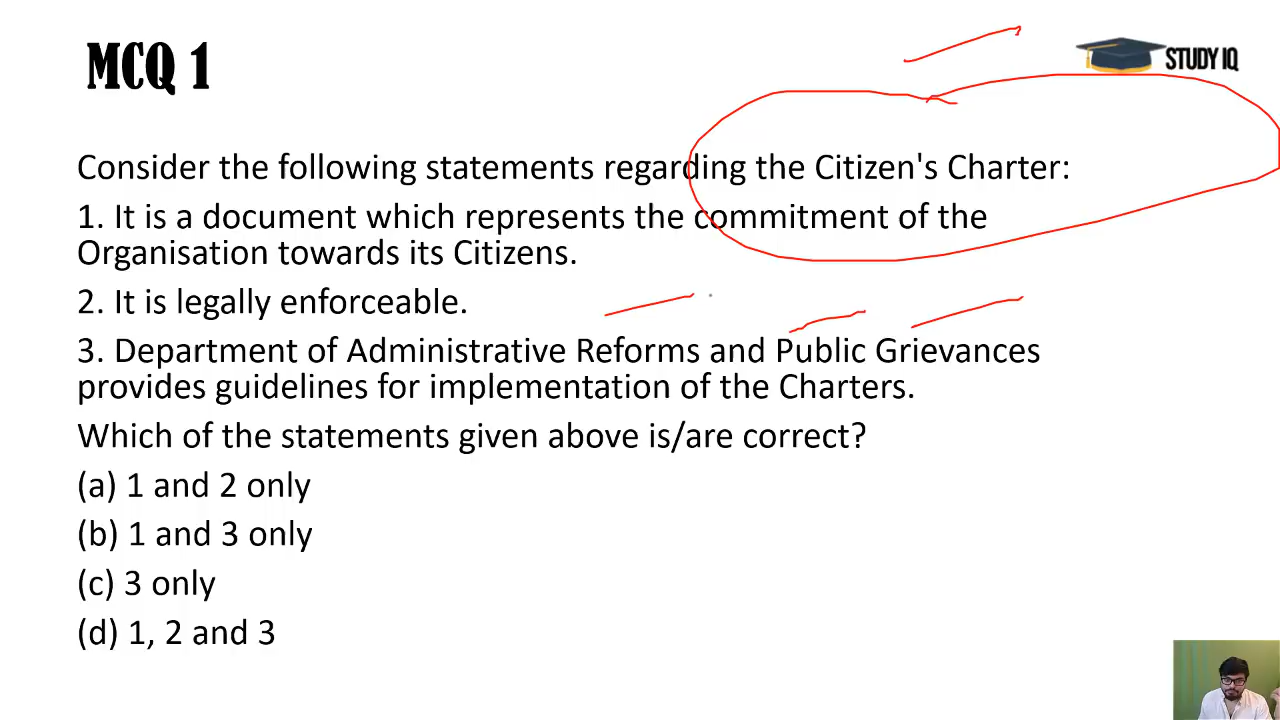 MCQ 1
STUDY IQ
Consider the following statements regarding the Citizen's Charter:
1. It is a document which represents the commitment of the
Organisation towards its Citizens.
2. It is legally enforceable.
3. Department of Administrative Reforms and Public Grievances
provides guidelines for implementation of the Charters.
Which of the statements given above is/are correct?
(a) 1 and 2 only
(b) 1 and 3 only
(c) 3 only
(d) 1, 2 and 3